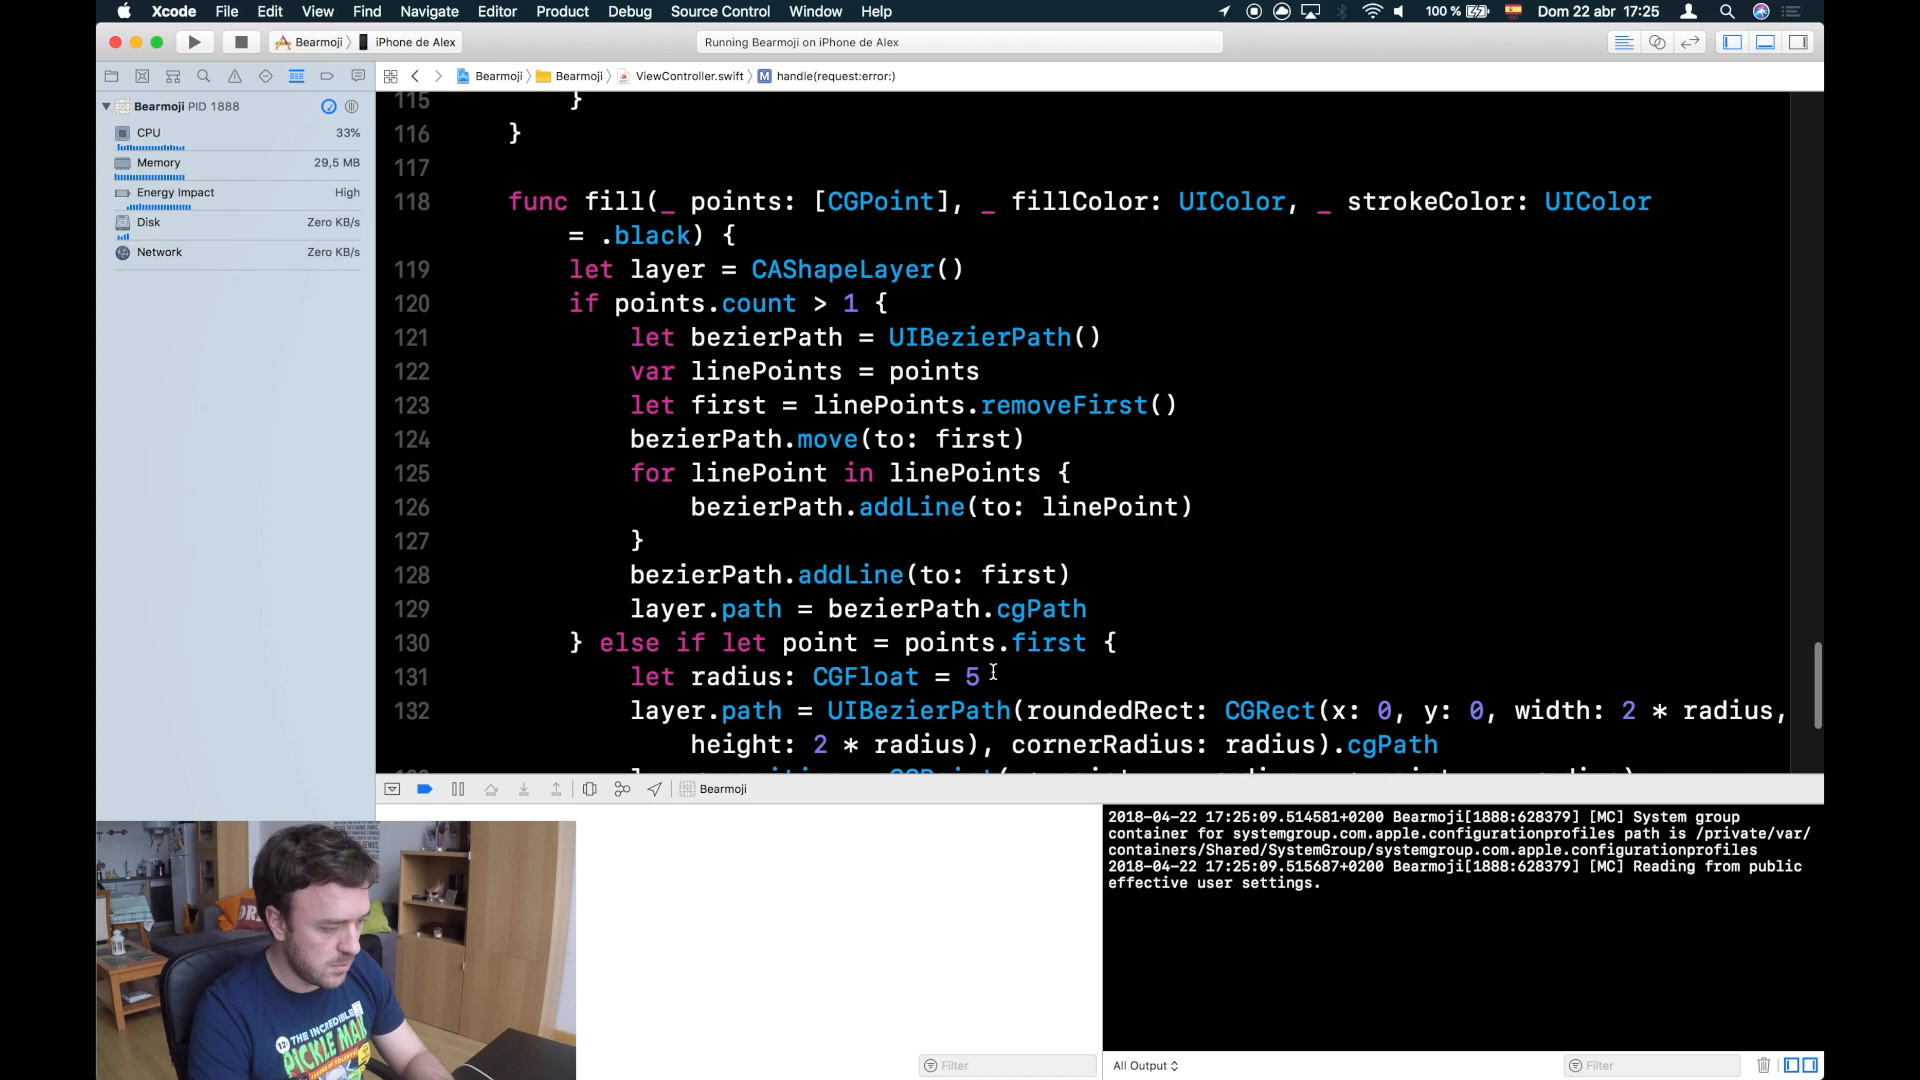 Xcode File Edit View Find Navigate Editor Product Debug Source Control Window Help 100 % Dom 22 abr 17:25
Bearmoji iPhone de Alex Running Bearmoji on iPhone de Alex
Bearmoji Bearmoji ViewController.swift M handle(request:error:)
Bearmoji PID 1888
CPU 33%
Memory 29,5 MB
Energy Impact High
Disk Zero KB/s
Network Zero KB/s
115 }
116 }
117
118 func fill(_ points: [CGPoint], _ fillColor: UIColor, _ strokeColor: UIColor
= .black) {
119 let layer = CAShapeLayer()
120 if points.count > 1 {
121 let bezierPath = UIBezierPath()
122 var linePoints = points
123 let first = linePoints.removeFirst()
124 bezierPath.move(to: first)
125 for linePoint in linePoints {
126 bezierPath.addLine(to: linePoint)
127 }
128 bezierPath.addLine(to: first)
129 layer.path = bezierPath.cgPath
130 } else if let point = points.first {
131 let radius: CGFloat = 5
132 layer.path = UIBezierPath(roundedRect: CGRect(x: 0, y: 0, width: 2 * radius,
height: 2 * radius), cornerRadius: radius).cgPath
Bearmoji
2018-04-22 17:25:09.514581+0200 Bearmoji[1888:628379] [MC] System group
container for systemgroup.com.apple.configurationprofiles path is /private/var/
containers/Shared/SystemGroup/systemgroup.com.apple.configurationprofiles
2018-04-22 17:25:09.515687+0200 Bearmoji[1888:628379] [MC] Reading from public
effective user settings.
THE INCREDIBLE
PICKLE MAN
Filter All Output Filter